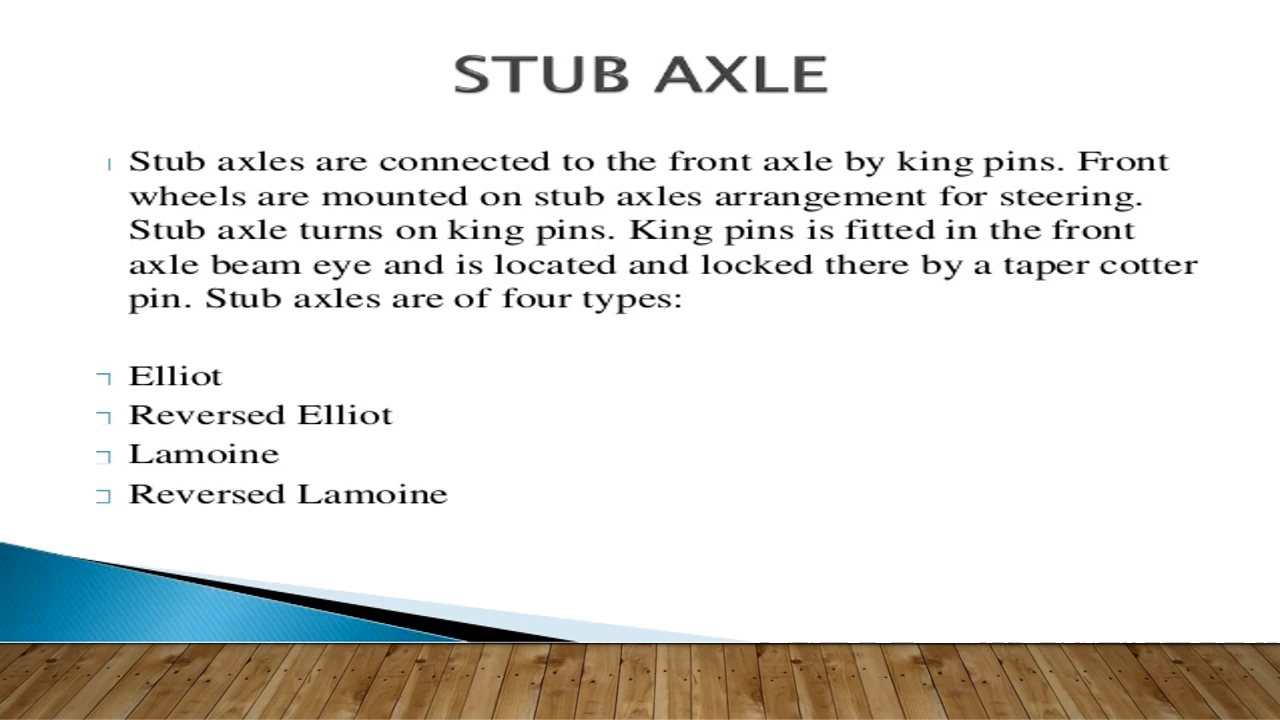 STUB AXLE
Stub axles are connected to the front axle by king pins. Front
wheels are mounted on stub axles arrangement for steering.
Stub axle turns on king pins. King pins is fitted in the front
axle beam eye and is located and locked there by a taper cotter
pin. Stub axles are of four types:
Elliot
Reversed Elliot
Lamoine
Reversed Lamoine